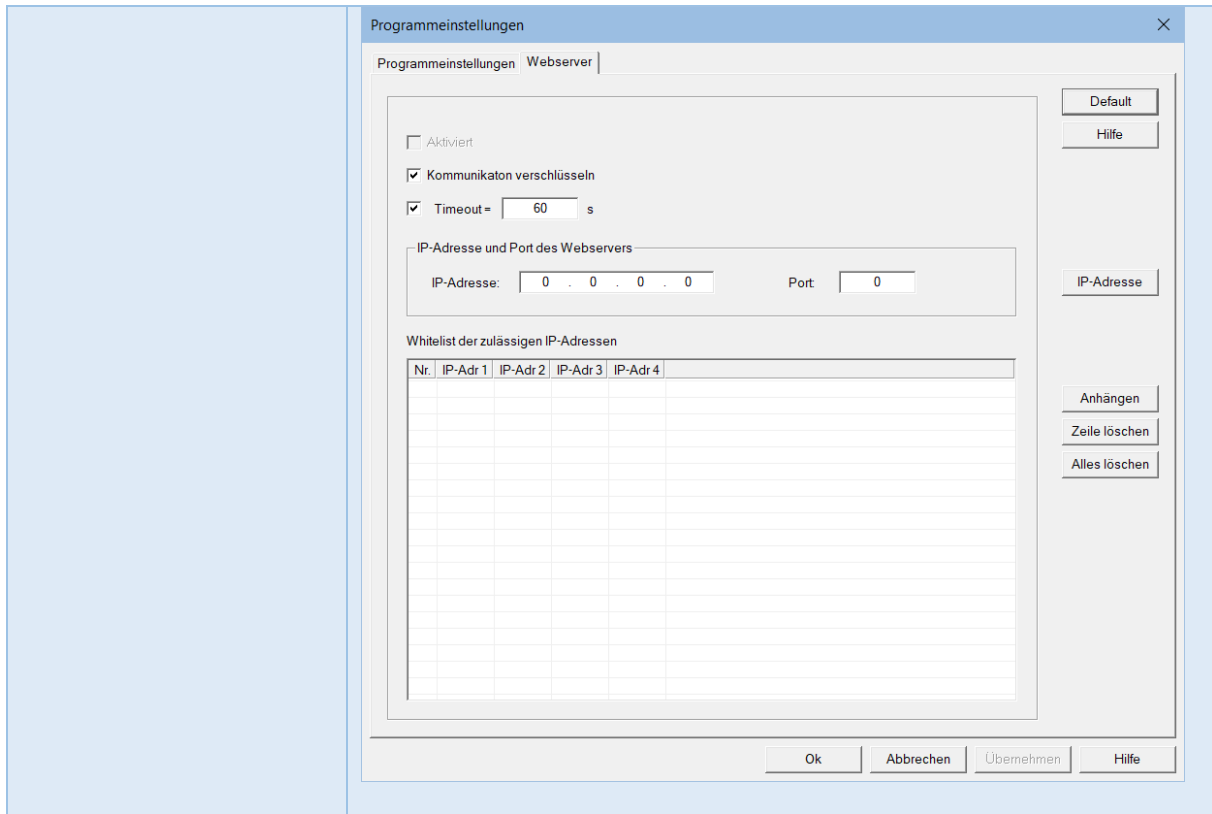 Programmeinstellungen
Programmeinstellungen Webserver
Default
Hilfe
Aktiviert
Kommunikaton verschlüsseln
Timeout = 60 s
IP-Adresse und Port des Webservers
IP-Adresse: 0 . 0 . 0 . 0 Port: 0
IP-Adresse
Whitelist der zulässigen IP-Adressen
Nr. IP-Adr 1 IP-Adr 2 IP-Adr 3 IP-Adr 4
Anhängen
Zeile löschen
Alles löschen
Ok Abbrechen Übernehmen Hilfe